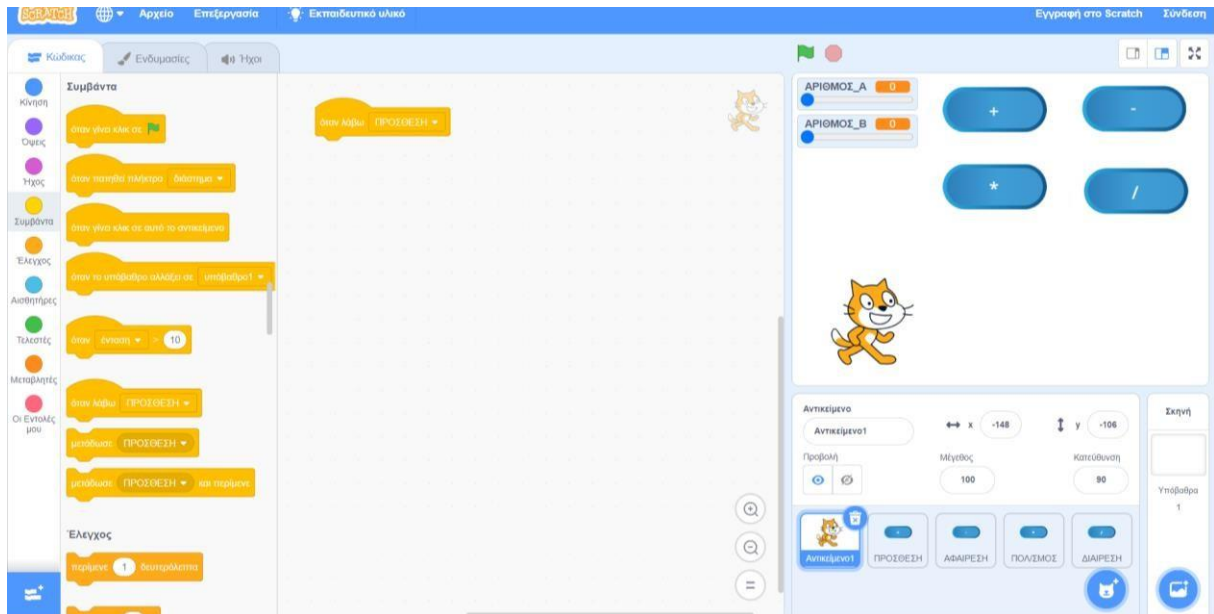 SCRATCH Αρχείο Επεξεργασία Εκπαιδευτικό υλικό Εγγραφή στο Scratch Σύνδεση
Κώδικας Ενδυμασίες Ήχοι
Κίνηση
Όψεις
Ήχος
Συμβάντα
Έλεγχος
Αισθητήρες
Τελεστές
Μεταβλητές
Οι Εντολές
μου
Συμβάντα
όταν γίνει κλικ σε
όταν πατηθεί πλήκτρο διάστημα
όταν γίνει κλικ σε αυτό το αντικείμενο
όταν το υπόβαθρο αλλάξει σε υπόβαθρο1
όταν ένταση > 10
όταν λάβω ΠΡΟΣΘΕΣΗ
μετάδωσε ΠΡΟΣΘΕΣΗ
μετάδωσε ΠΡΟΣΘΕΣΗ και περίμενε
Έλεγχος
περίμενε 1 δευτερόλεπτα
όταν λάβω ΠΡΟΣΘΕΣΗ
ΑΡΙΘΜΟΣ_Α 0
ΑΡΙΘΜΟΣ_Β 0
+ -
* /
Αντικείμενο
Αντικείμενο1 x -148 y -106
Προβολή Μέγεθος Κατεύθυνση
100 90
Αντικείμενο1 ΠΡΟΣΘΕΣΗ ΑΦΑΙΡΕΣΗ ΠΟΛ/ΣΜΟΣ ΔΙΑΙΡΕΣΗ
Σκηνή
Υπόβαθρα
1